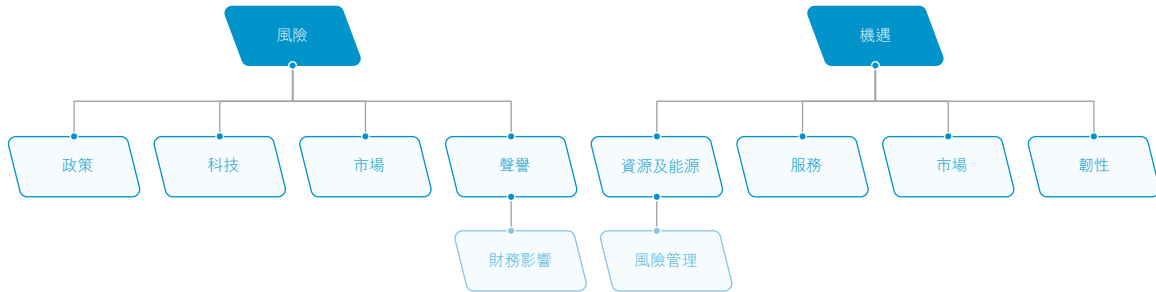 風險
機遇
政策
科技
市場
聲譽
資源及能源
服務
市場
韌性
財務影響
風險管理